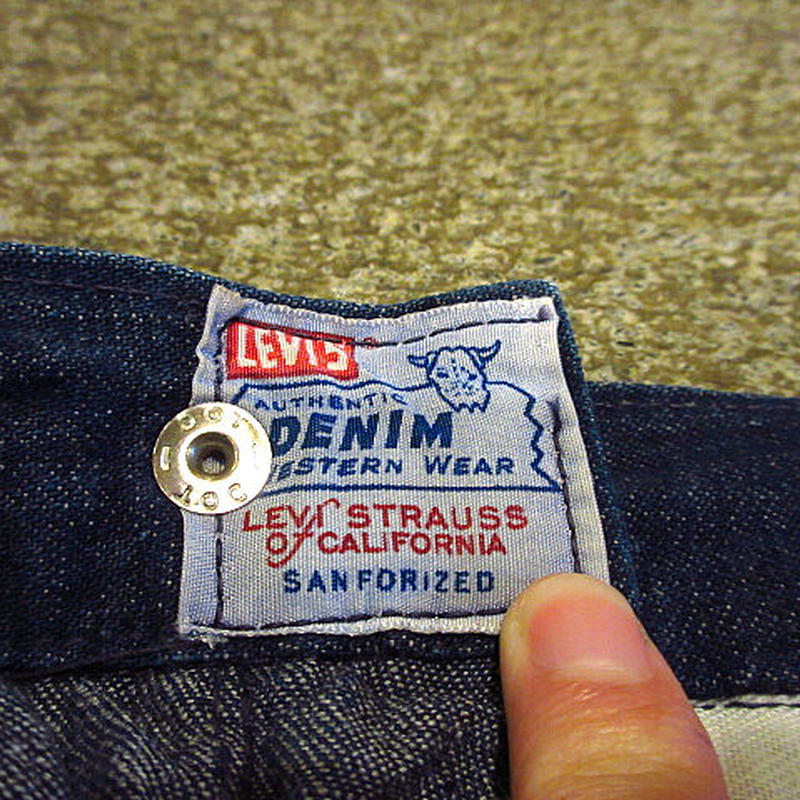 LEVI'S
AUTHENTIC
DENIM
WESTERN WEAR
LEVI STRAUSS
of CALIFORNIA
SANFORIZED